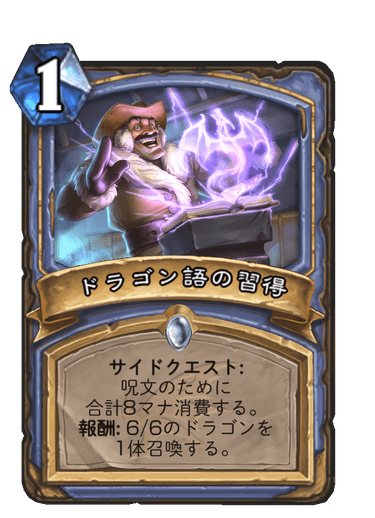 1
ドラゴン語の習得
サイドクエスト:
呪文のために
合計8マナ消費する。
報酬: 6/6のドラゴンを
1体召喚する。